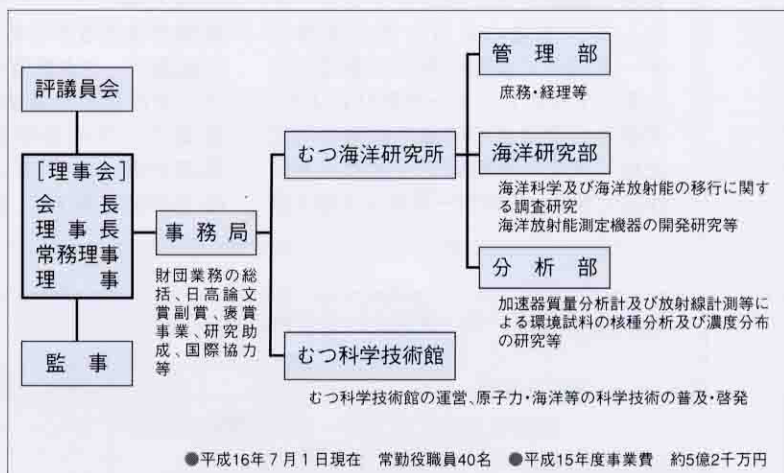 評議員会
[理事会]
会長
理事長
常務理事
理事
監事
事務局
財団業務の総
括、日高論文
賞副賞、褒賞
事業、研究助
成、国際協力
等
むつ海洋研究所
管理部
庶務・経理等
海洋研究部
海洋科学及び海洋放射能の移行に関す
る調査研究
海洋放射能測定機器の開発研究等
分析部
加速器質量分析計及び放射線計測等に
よる環境試料の核種分析及び濃度分布
の研究等
むつ科学技術館
むつ科学技術館の運営、原子力・海洋等の科学技術の普及・啓発
●平成16年7月1日現在 常勤役職員40名 ●平成15年度事業費 約5億2千万円